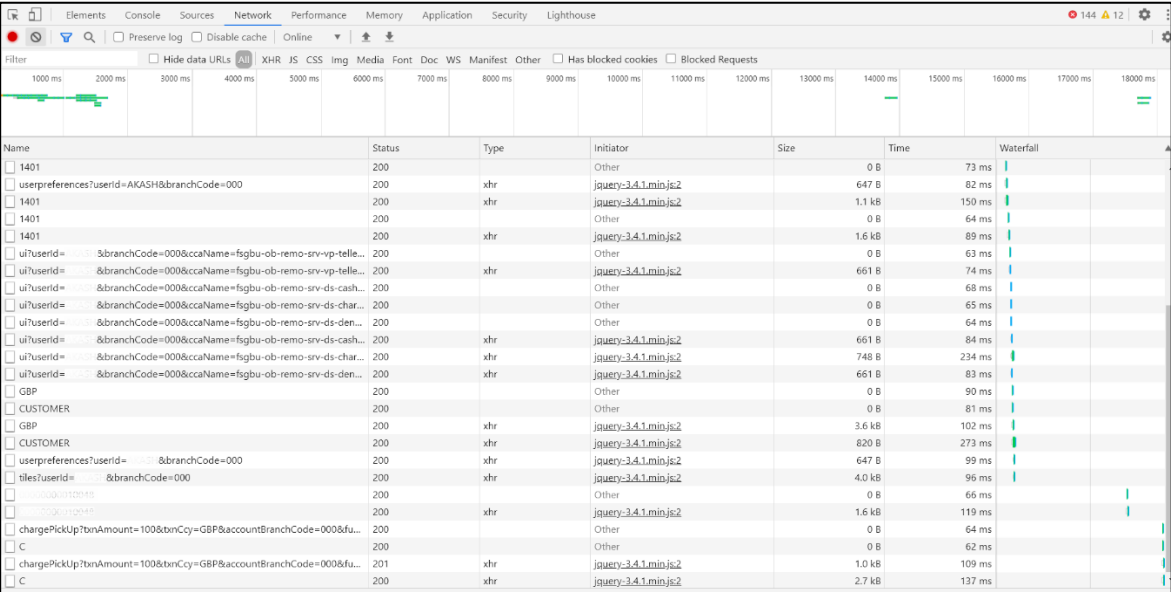 Elements Console Sources Network Performance Memory Application Security Lighthouse 144 12
Preserve log Disable cache Online
Filter Hide data URLs All XHR JS CSS Img Media Font Doc WS Manifest Other Has blocked cookies Blocked Requests
1000 ms 2000 ms 3000 ms 4000 ms 5000 ms 6000 ms 7000 ms 8000 ms 9000 ms 10000 ms 11000 ms 12000 ms 13000 ms 14000 ms 15000 ms 16000 ms 17000 ms 18000 ms
Name Status Type Initiator Size Time Waterfall
1401 200 Other 0 B 73 ms
userpreferences?userId=AKASH&branchCode=000 200 xhr jquery-3.4.1.min.js:2 647 B 82 ms
1401 200 xhr jquery-3.4.1.min.js:2 1.1 kB 150 ms
1401 200 Other 0 B 64 ms
1401 200 xhr jquery-3.4.1.min.js:2 1.6 kB 89 ms
ui?userId= &branchCode=000&ccaName=fsgbu-ob-remo-srv-vp-telle... 200 Other 0 B 63 ms
ui?userId= &branchCode=000&ccaName=fsgbu-ob-remo-srv-vp-telle... 200 xhr jquery-3.4.1.min.js:2 661 B 74 ms
ui?userId= &branchCode=000&ccaName=fsgbu-ob-remo-srv-ds-cash... 200 Other 0 B 68 ms
ui?userId= &branchCode=000&ccaName=fsgbu-ob-remo-srv-ds-char... 200 Other 0 B 65 ms
ui?userId= &branchCode=000&ccaName=fsgbu-ob-remo-srv-ds-den... 200 Other 0 B 64 ms
ui?userId= &branchCode=000&ccaName=fsgbu-ob-remo-srv-ds-cash... 200 xhr jquery-3.4.1.min.js:2 661 B 84 ms
ui?userId= &branchCode=000&ccaName=fsgbu-ob-remo-srv-ds-char... 200 xhr jquery-3.4.1.min.js:2 748 B 234 ms
ui?userId= &branchCode=000&ccaName=fsgbu-ob-remo-srv-ds-den... 200 xhr jquery-3.4.1.min.js:2 661 B 83 ms
GBP 200 Other 0 B 90 ms
CUSTOMER 200 Other 0 B 81 ms
GBP 200 xhr jquery-3.4.1.min.js:2 3.6 kB 102 ms
CUSTOMER 200 xhr jquery-3.4.1.min.js:2 820 B 273 ms
userpreferences?userId= &branchCode=000 200 xhr jquery-3.4.1.min.js:2 647 B 99 ms
tiles?userId= &branchCode=000 200 xhr jquery-3.4.1.min.js:2 4.0 kB 96 ms
200 Other 0 B 66 ms
200 xhr jquery-3.4.1.min.js:2 1.6 kB 119 ms
chargePickUp?txnAmount=100&txnCcy=GBP&accountBranchCode=000&fu... 200 Other 0 B 64 ms
C 200 Other 0 B 62 ms
chargePickUp?txnAmount=100&txnCcy=GBP&accountBranchCode=000&fu... 201 xhr jquery-3.4.1.min.js:2 1.0 kB 109 ms
C 200 xhr jquery-3.4.1.min.js:2 2.7 kB 137 ms